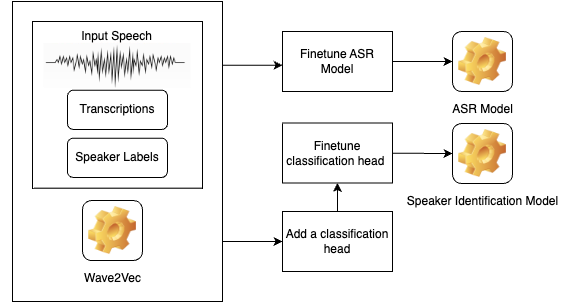 Input Speech
Transcriptions
Speaker Labels
Wave2Vec
Finetune ASR
Model
ASR Model
Finetune
classification head
Speaker Identification Model
Add a classification
head